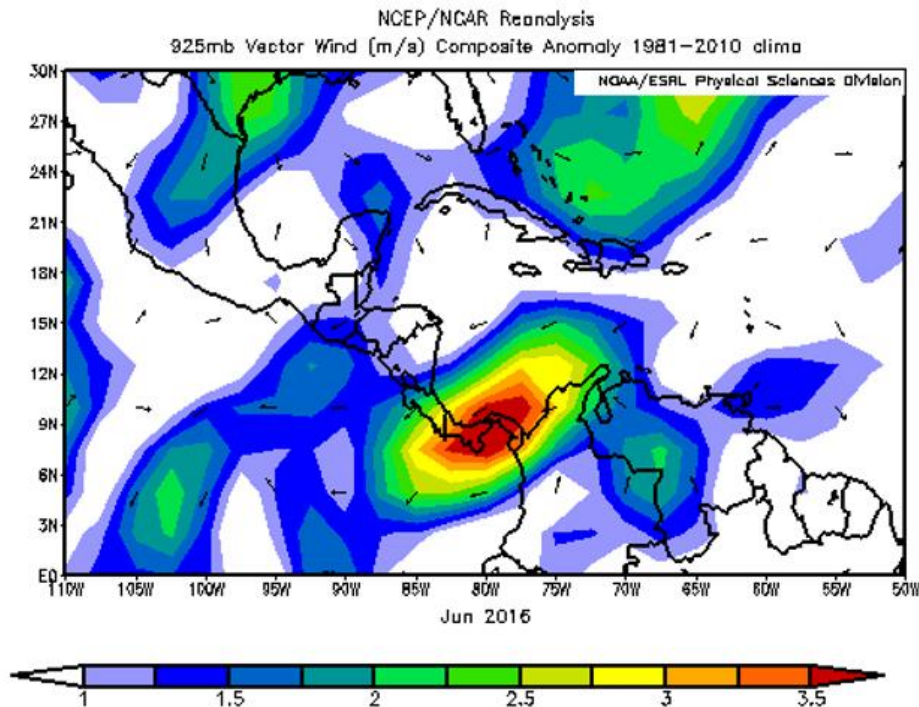 NCEP/NCAR Reanalysis
925mb Vector Wind (m/s) Composite Anomaly 1981-2010 clima
NOAA/ESRL Physical Sciences Division
30N
27N
24N
21N
18N
15N
12N
9N
6N
3N
EQ
110W 105W 100W 95W 90W 85W 80W 75W 70W 65W 60W 55W 50W
Jun 2016
1 1.5 2 2.5 3 3.5